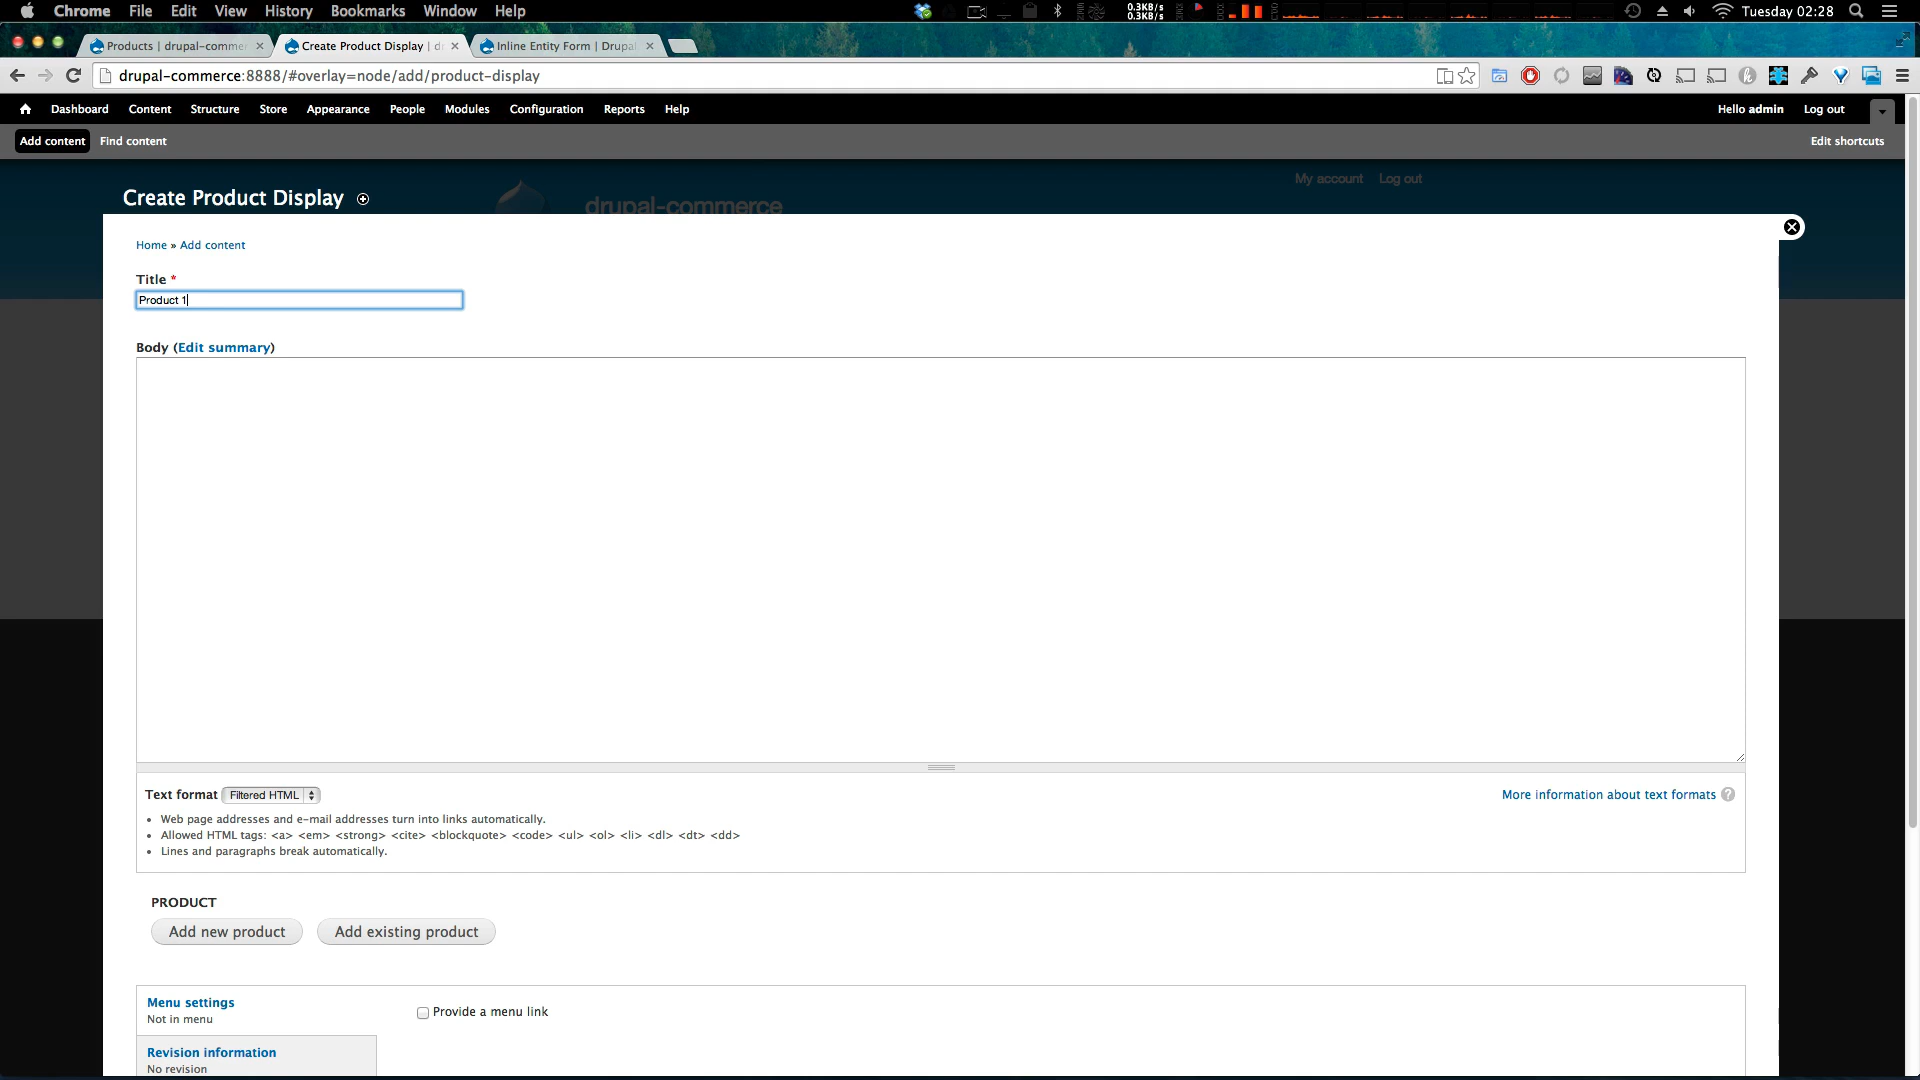 Chrome File Edit View History Bookmarks Window Help
0.3KB/s
0.3KB/s
Tuesday 02:28
Products | drupal-comme
Create Product Display | d
Inline Entity Form | Drupal
drupal-commerce:8888/#overlay=node/add/product-display
Dashboard Content Structure Store Appearance People Modules Configuration Reports Help
Hello admin Log out
Add content Find content
Edit shortcuts
My account Log out
Create Product Display
drupal-commerce
Home » Add content
Title *
Product 1
Body (Edit summary)
Text format Filtered HTML
More information about text formats ?
• Web page addresses and e-mail addresses turn into links automatically.
• Allowed HTML tags: <a> <em> <strong> <cite> <blockquote> <code> <ul> <ol> <li> <dl> <dt> <dd>
• Lines and paragraphs break automatically.
PRODUCT
Add new product Add existing product
Menu settings
Not in menu
Provide a menu link
Revision information
No revision